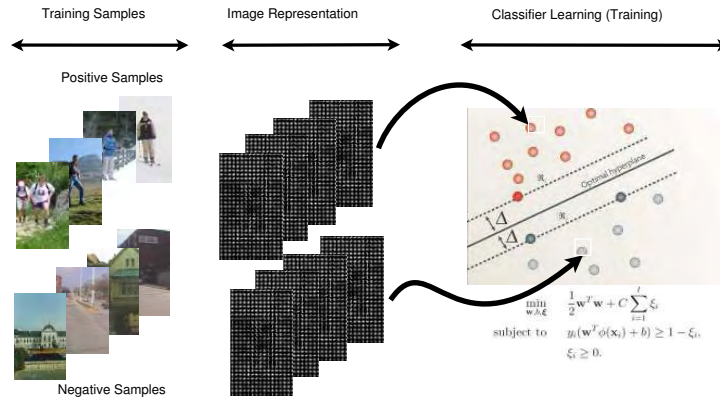 Training Samples
Image Representation
Classifier Learning (Training)
Positive Samples
Optimal hyperplane
ℜ
ℜ
Δ
Δ
min w,b,ξ 1/2 w^T w + C ∑_{i=1}^{l} ξ_i
subject to y_i(w^T φ(x_i) + b) ≥ 1 − ξ_i,
ξ_i ≥ 0.
Negative Samples